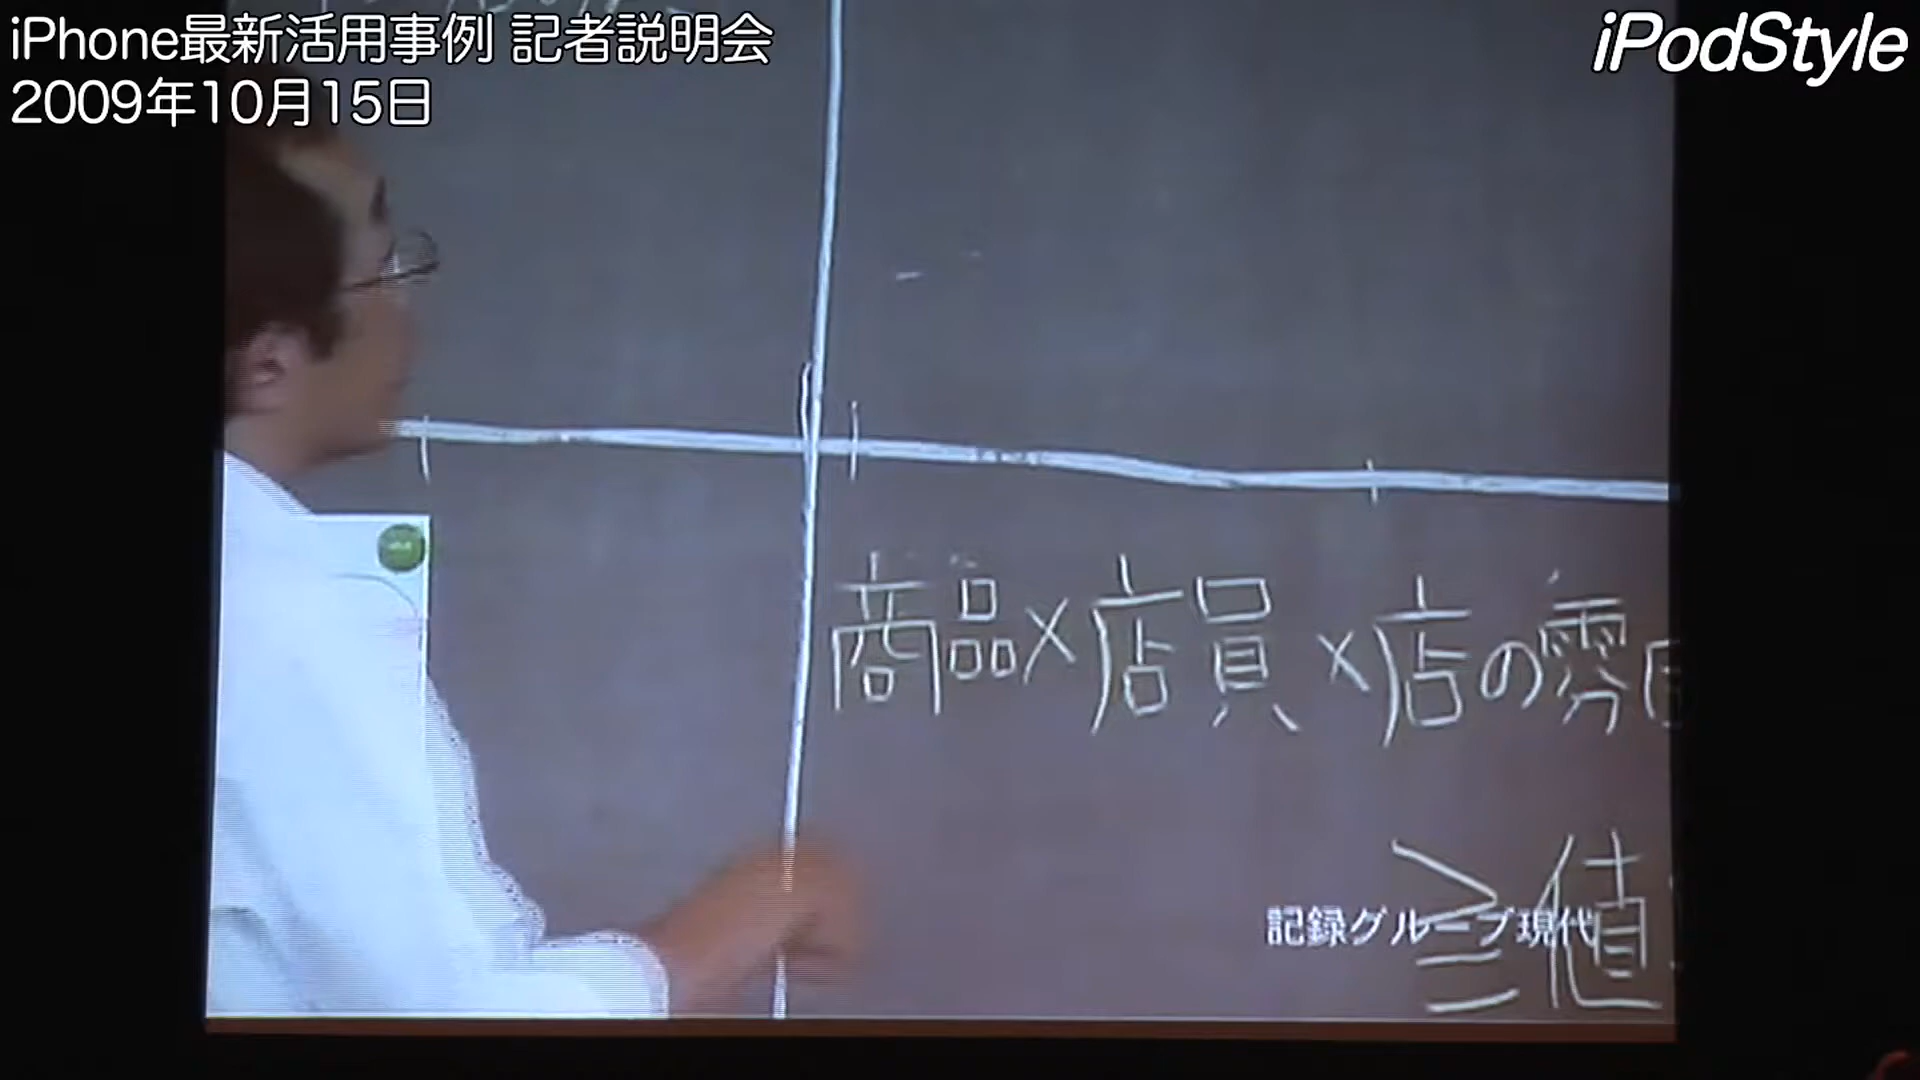 iPhone最新活用事例 記者説明会
2009年10月15日
iPodStyle
商品×店員×店の雰
≧値
記録グループ現代